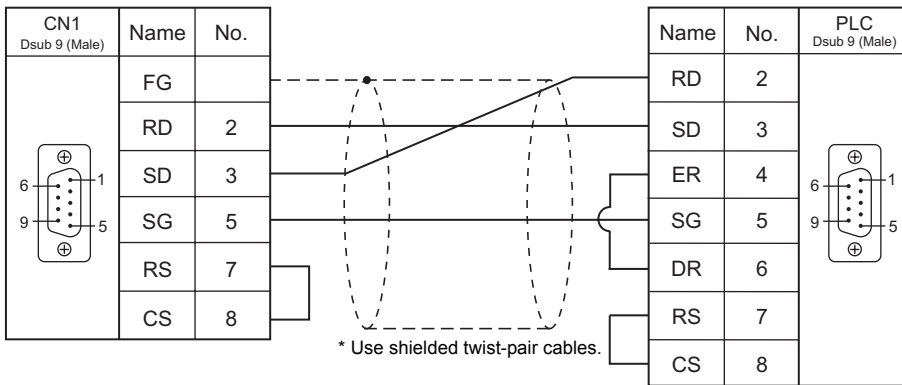 CN1
Dsub 9 (Male)
Name No.
FG
RD 2
SD 3
SG 5
RS 7
CS 8
6 1
9 5
* Use shielded twist-pair cables.
Name No.
PLC
Dsub 9 (Male)
RD 2
SD 3
ER 4
SG 5
DR 6
RS 7
CS 8
6 1
9 5